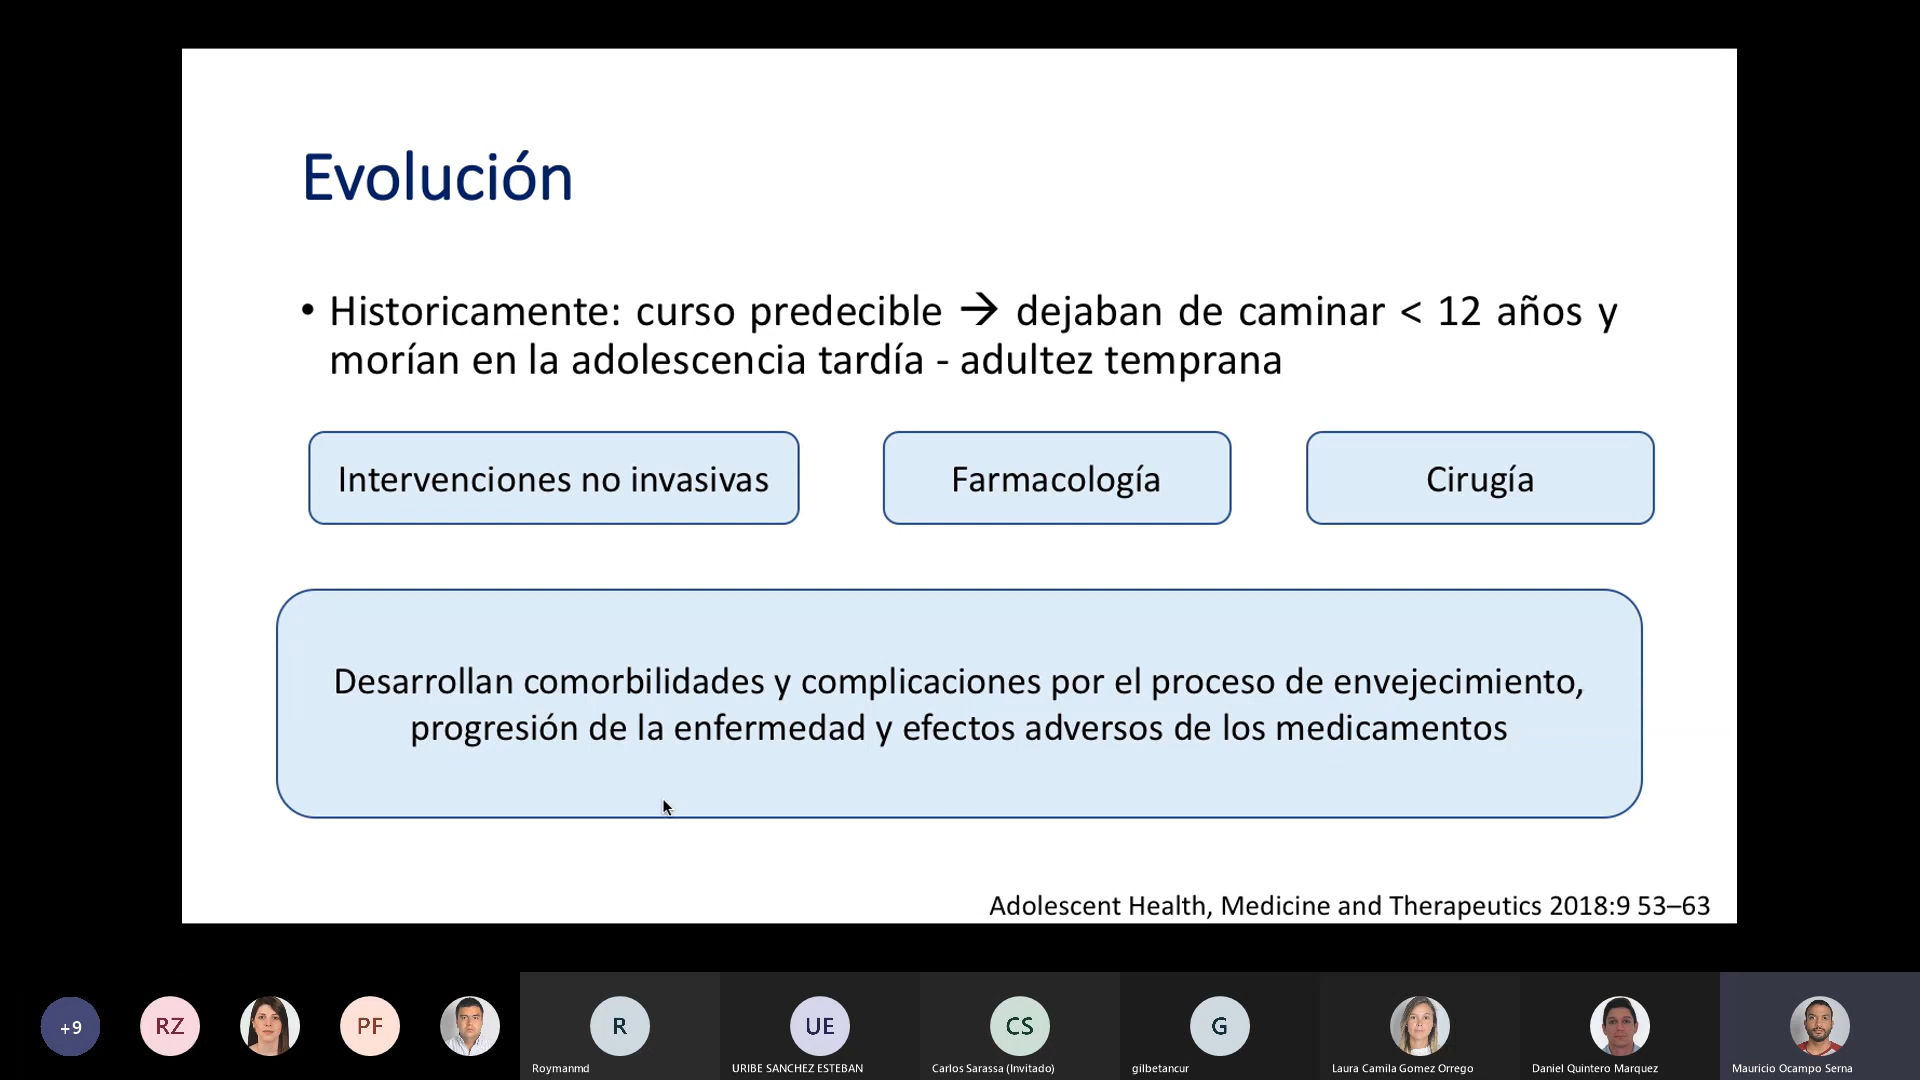 Evolución
• Historicamente: curso predecible → dejaban de caminar < 12 años y
morían en la adolescencia tardía - adultez temprana
Intervenciones no invasivas
Farmacología
Cirugía
Desarrollan comorbilidades y complicaciones por el proceso de envejecimiento,
progresión de la enfermedad y efectos adversos de los medicamentos
Adolescent Health, Medicine and Therapeutics 2018:9 53–63
+9
RZ
PF
R
UE
CS
G
Roymanmd
URIBE SANCHEZ ESTEBAN
Carlos Sarassa (Invitado)
gilbetancur
Laura Camila Gomez Orrego
Daniel Quintero Marquez
Mauricio Ocampo Serna